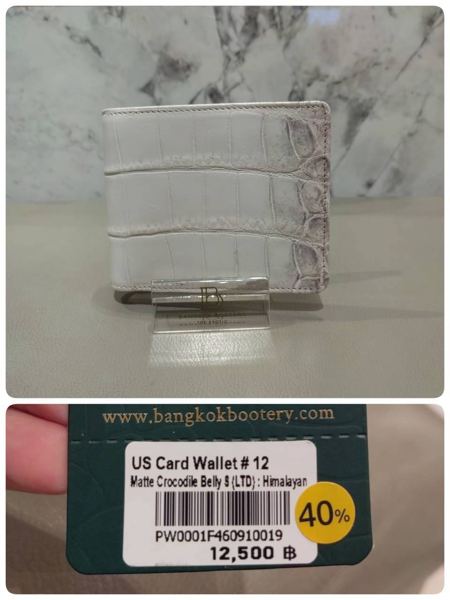 www.bangkokbootery.com
US Card Wallet # 12
Matte Crocodile Belly S (LTD) : Himalayan
PW0001F460910019
12,500 ฿
40%